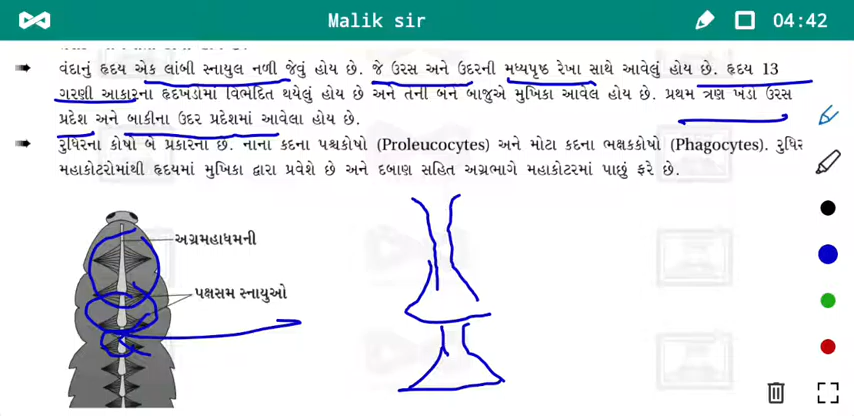 Malik sir
04:42
વંદાનું હૃદય એક લાંબી સ્નાયુલ નળી જેવું હોય છે. જે ઉરસ અને ઉદરની મધ્યપૃષ્ઠ રેખા સાથે આવેલું હોય છે. હૃદય 13
ગરણી આકારના હૃદખંડોમાં વિભેદિત થયેલું હોય છે અને તેની બંને બાજુએ મુખિકા આવેલ હોય છે. પ્રથમ ત્રણ ખંડો ઉરસ
પ્રદેશ અને બાકીના ઉદર પ્રદેશમાં આવેલા હોય છે.
રુધિરના કોષો બે પ્રકારના છે. નાના કદના પશ્ચકોષો (Proleucocytes) અને મોટા કદના ભક્ષકકોષો (Phagocytes). રુધિર
મહાકોટરોમાંથી હૃદયમાં મુખિકા દ્વારા પ્રવેશે છે અને દબાણ સહિત અગ્રભાગે મહાકોટરમાં પાછું ફરે છે.
અગ્રમહાધમની
પક્ષસમ સ્નાયુઓ